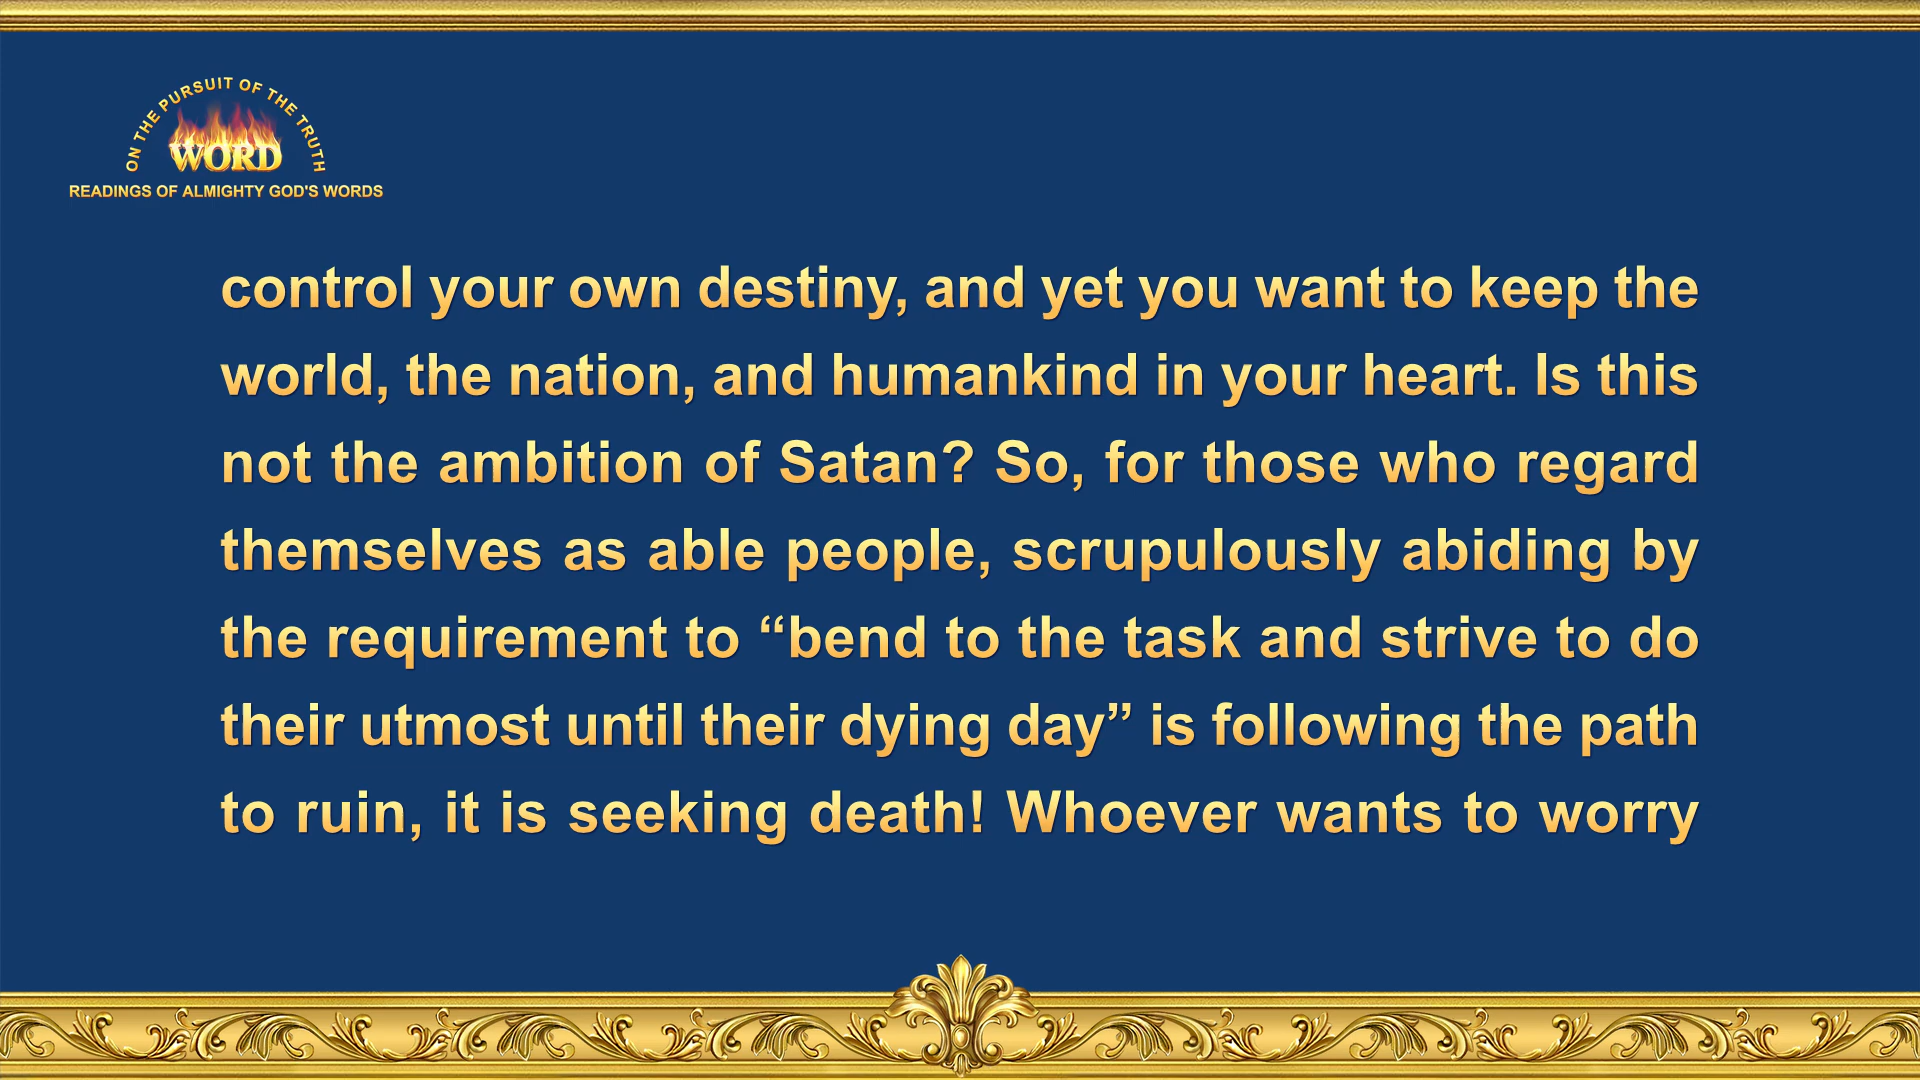 ON THE PURSUIT OF THE TRUTH
WORD
READINGS OF ALMIGHTY GOD'S WORDS
control your own destiny, and yet you want to keep the
world, the nation, and humankind in your heart. Is this
not the ambition of Satan? So, for those who regard
themselves as able people, scrupulously abiding by
the requirement to “bend to the task and strive to do
their utmost until their dying day” is following the path
to ruin, it is seeking death! Whoever wants to worry